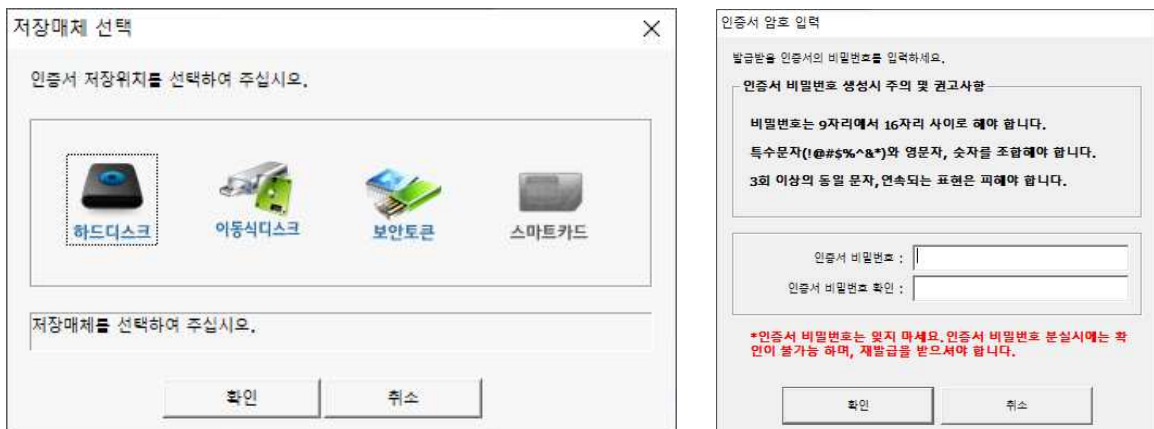 저장매체 선택
인증서 저장위치를 선택하여 주십시오.
하드디스크
이동식디스크
보안토큰
스마트카드
저장매체를 선택하여 주십시오.
확인
취소
인증서 암호 입력
발급받을 인증서의 비밀번호를 입력하세요.
인증서 비밀번호 생성시 주의 및 권고사항
비밀번호는 9자리에서 16자리 사이로 해야 합니다.
특수문자(!@#$%^&*)와 영문자, 숫자를 조합해야 합니다.
3회 이상의 동일 문자,연속되는 표현은 피해야 합니다.
인증서 비밀번호 :
인증서 비밀번호 확인 :
*인증서 비밀번호는 잊지 마세요.인증서 비밀번호 분실시에는 확
인이 불가능 하며, 재발급을 받으셔야 합니다.
확인
취소